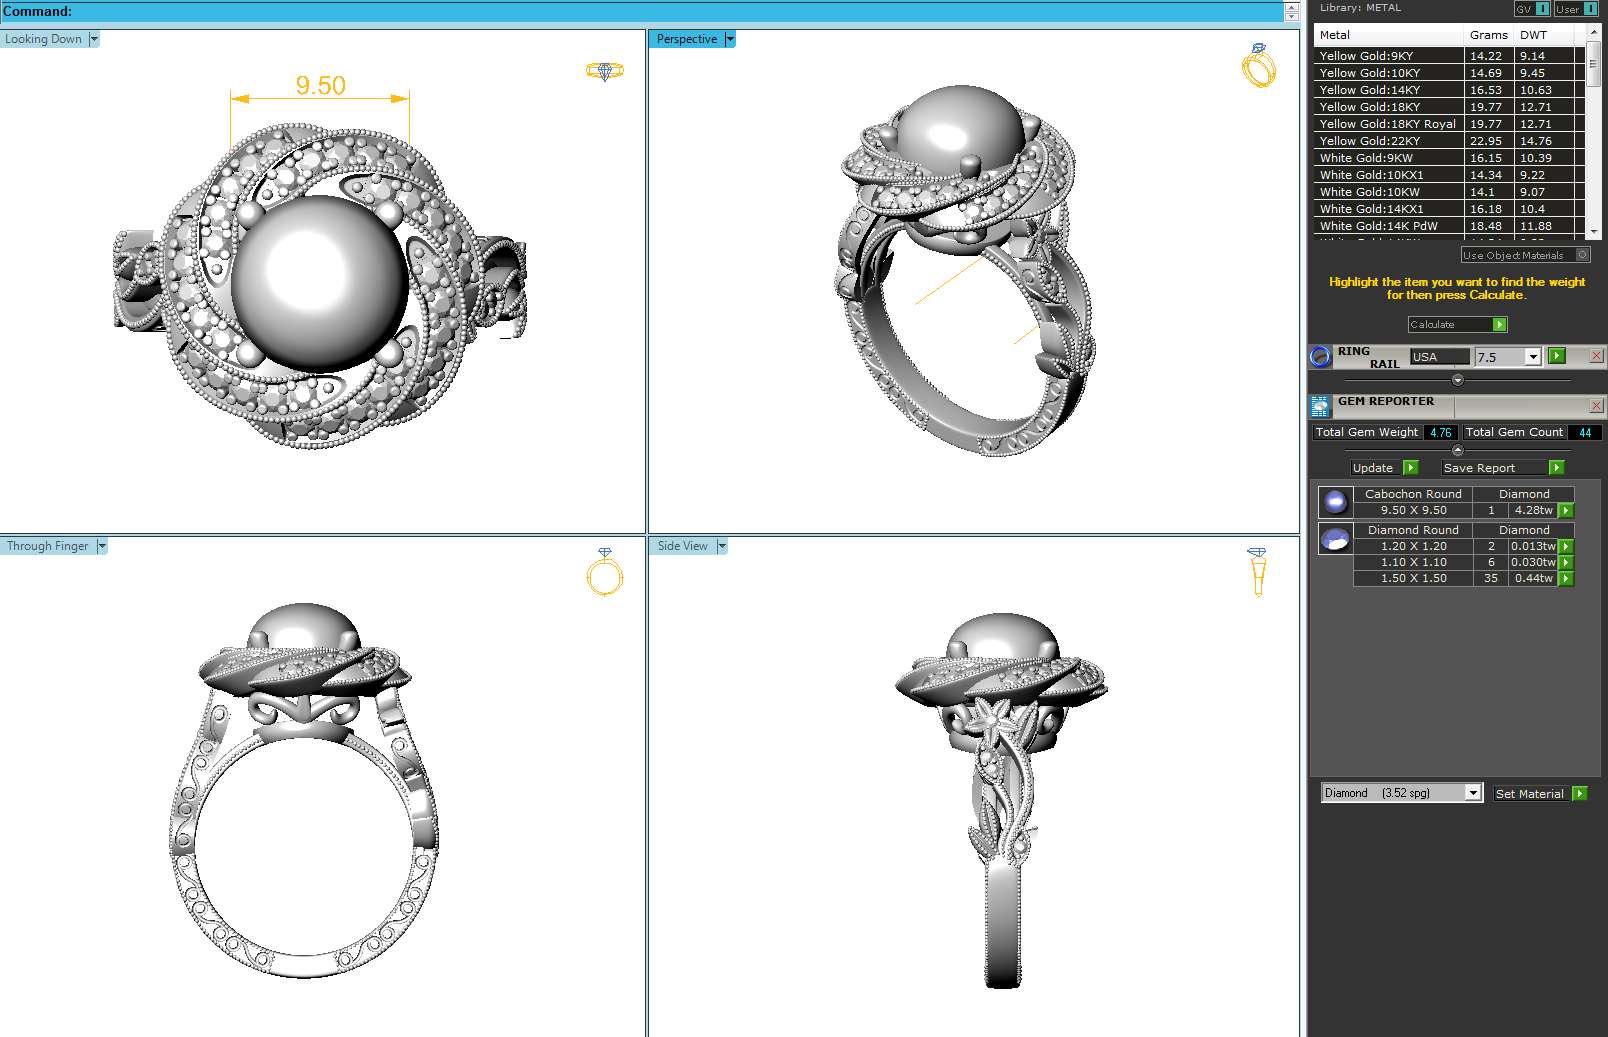 Command:
Looking Down
9.50
Perspective
Through Finger
Side View
Library: METAL
GV I User I
Metal Grams DWT
Yellow Gold:9KY 14.22 9.14
Yellow Gold:10KY 14.69 9.45
Yellow Gold:14KY 16.53 10.63
Yellow Gold:18KY 19.77 12.71
Yellow Gold:18KY Royal 19.77 12.71
Yellow Gold:22KY 22.95 14.76
White Gold:9KW 16.15 10.39
White Gold:10KX1 14.34 9.22
White Gold:10KW 14.1 9.07
White Gold:14KX1 16.18 10.4
White Gold:14K PdW 18.48 11.88
Use Object Materials
Highlight the item you want to find the weight
for then press Calculate.
Calculate
RING
RAIL
USA 7.5
GEM REPORTER
Total Gem Weight 4.76 Total Gem Count 44
Update Save Report
Cabochon Round Diamond
9.50 X 9.50 1 4.28tw
Diamond Round Diamond
1.20 X 1.20 2 0.013tw
1.10 X 1.10 6 0.030tw
1.50 X 1.50 35 0.44tw
Diamond (3.52 spg) Set Material